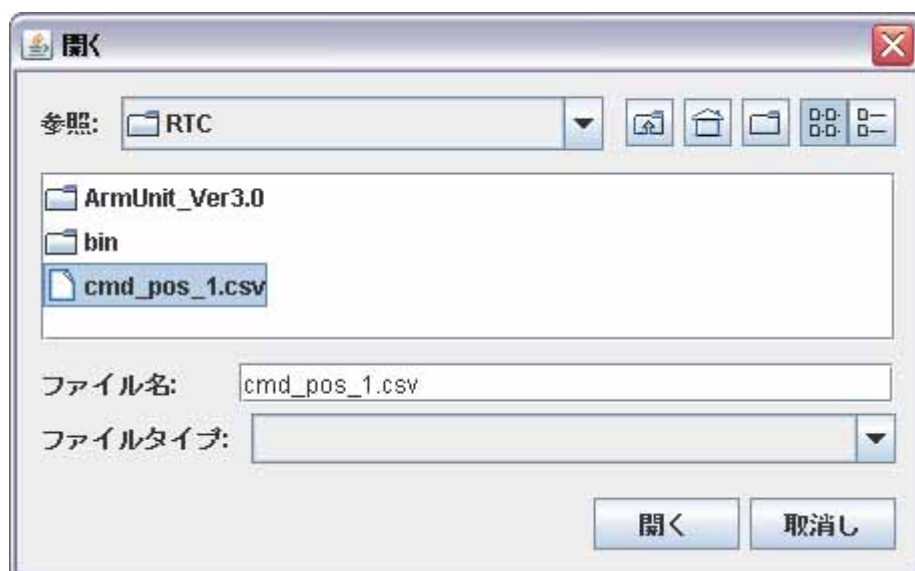 開く
参照: RTC
ArmUnit_Ver3.0
bin
cmd_pos_1.csv
ファイル名: cmd_pos_1.csv
ファイルタイプ:
開く 取消し